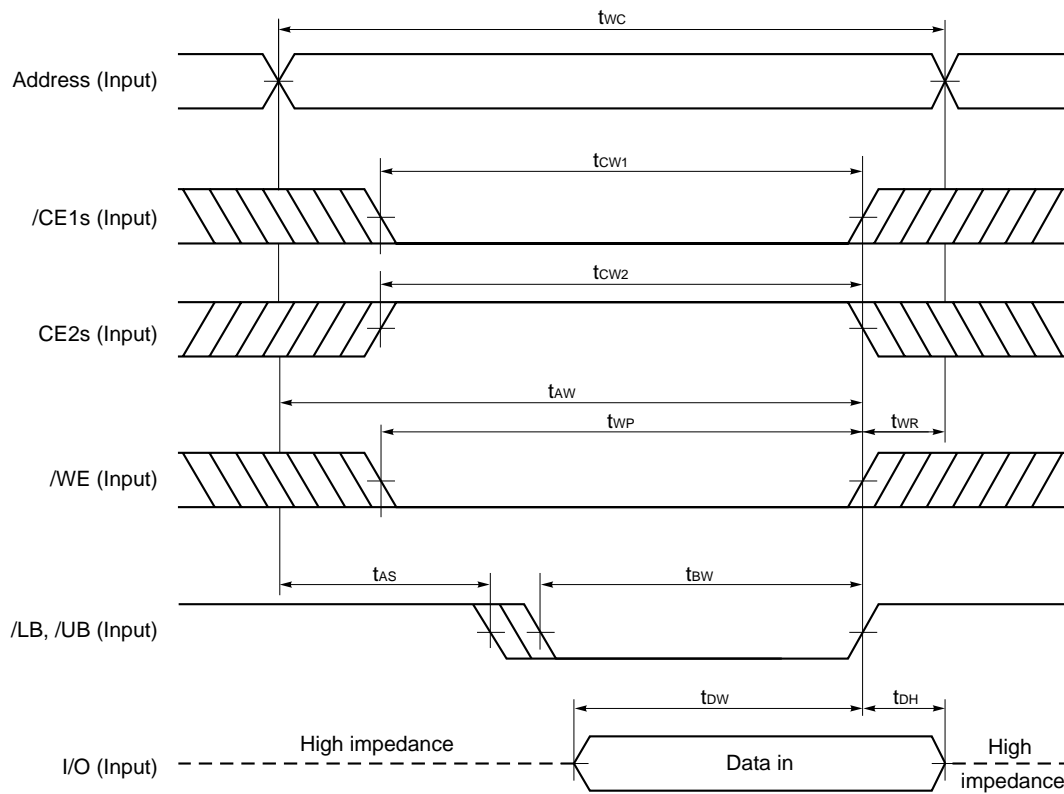 tWC
Address (Input)
tCW1
/CE1s (Input)
tCW2
CE2s (Input)
tAW
tWP
tWR
/WE (Input)
tAS
tBW
/LB, /UB (Input)
tDW
tDH
High impedance
Data in
High
impedance
I/O (Input)